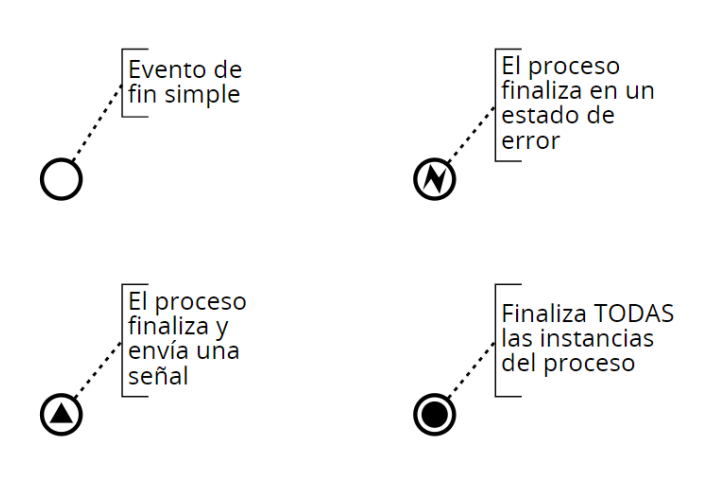 Evento de
fin simple
El proceso
finaliza en un
estado de
error
El proceso
finaliza y
envía una
señal
Finaliza TODAS
las instancias
del proceso